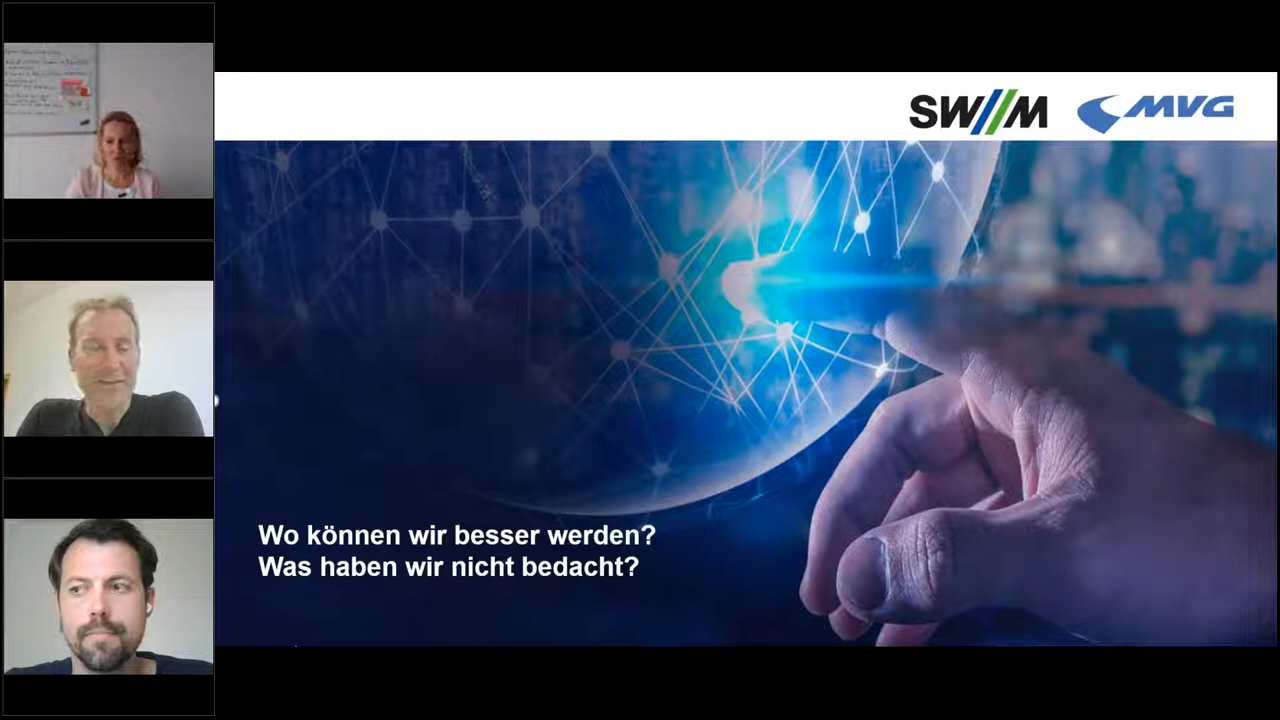 SW//M MVG
Wo können wir besser werden?
Was haben wir nicht bedacht?